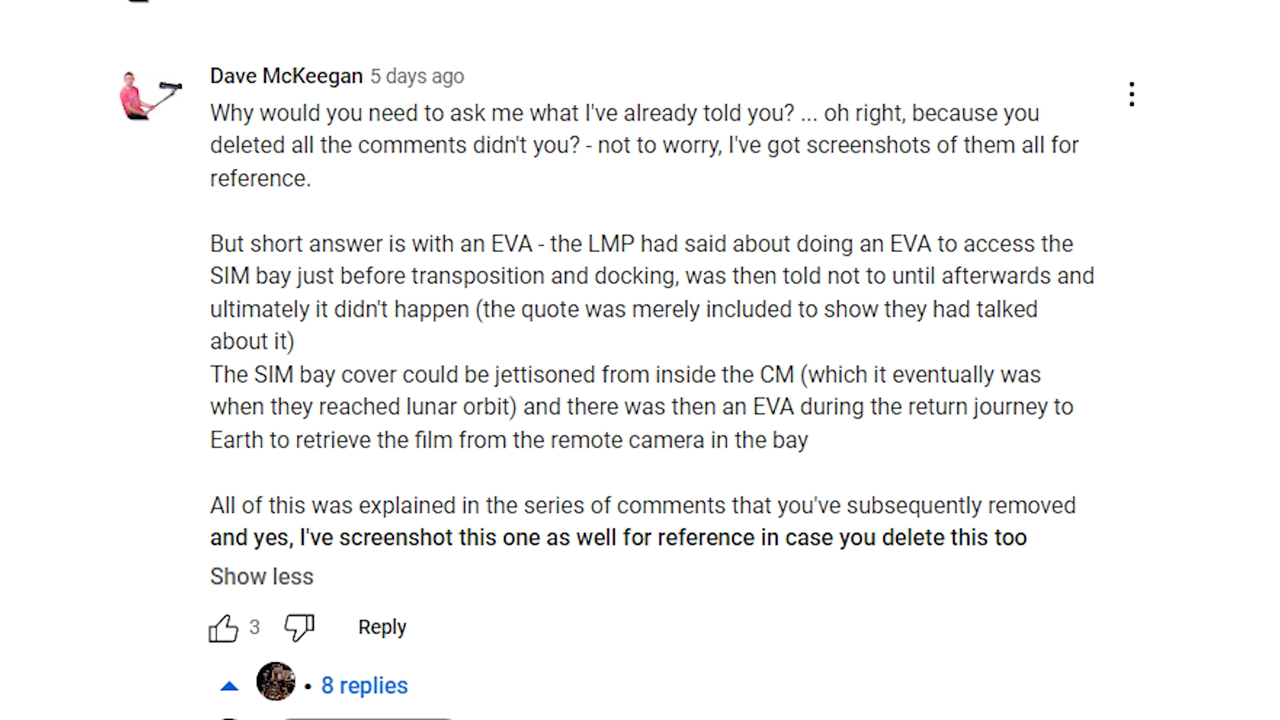 Dave McKeegan 5 days ago
Why would you need to ask me what I've already told you? ... oh right, because you
deleted all the comments didn't you? - not to worry, I've got screenshots of them all for
reference.
But short answer is with an EVA - the LMP had said about doing an EVA to access the
SIM bay just before transposition and docking, was then told not to until afterwards and
ultimately it didn't happen (the quote was merely included to show they had talked
about it)
The SIM bay cover could be jettisoned from inside the CM (which it eventually was
when they reached lunar orbit) and there was then an EVA during the return journey to
Earth to retrieve the film from the remote camera in the bay
All of this was explained in the series of comments that you've subsequently removed
and yes, I've screenshot this one as well for reference in case you delete this too
Show less
3 Reply
• 8 replies